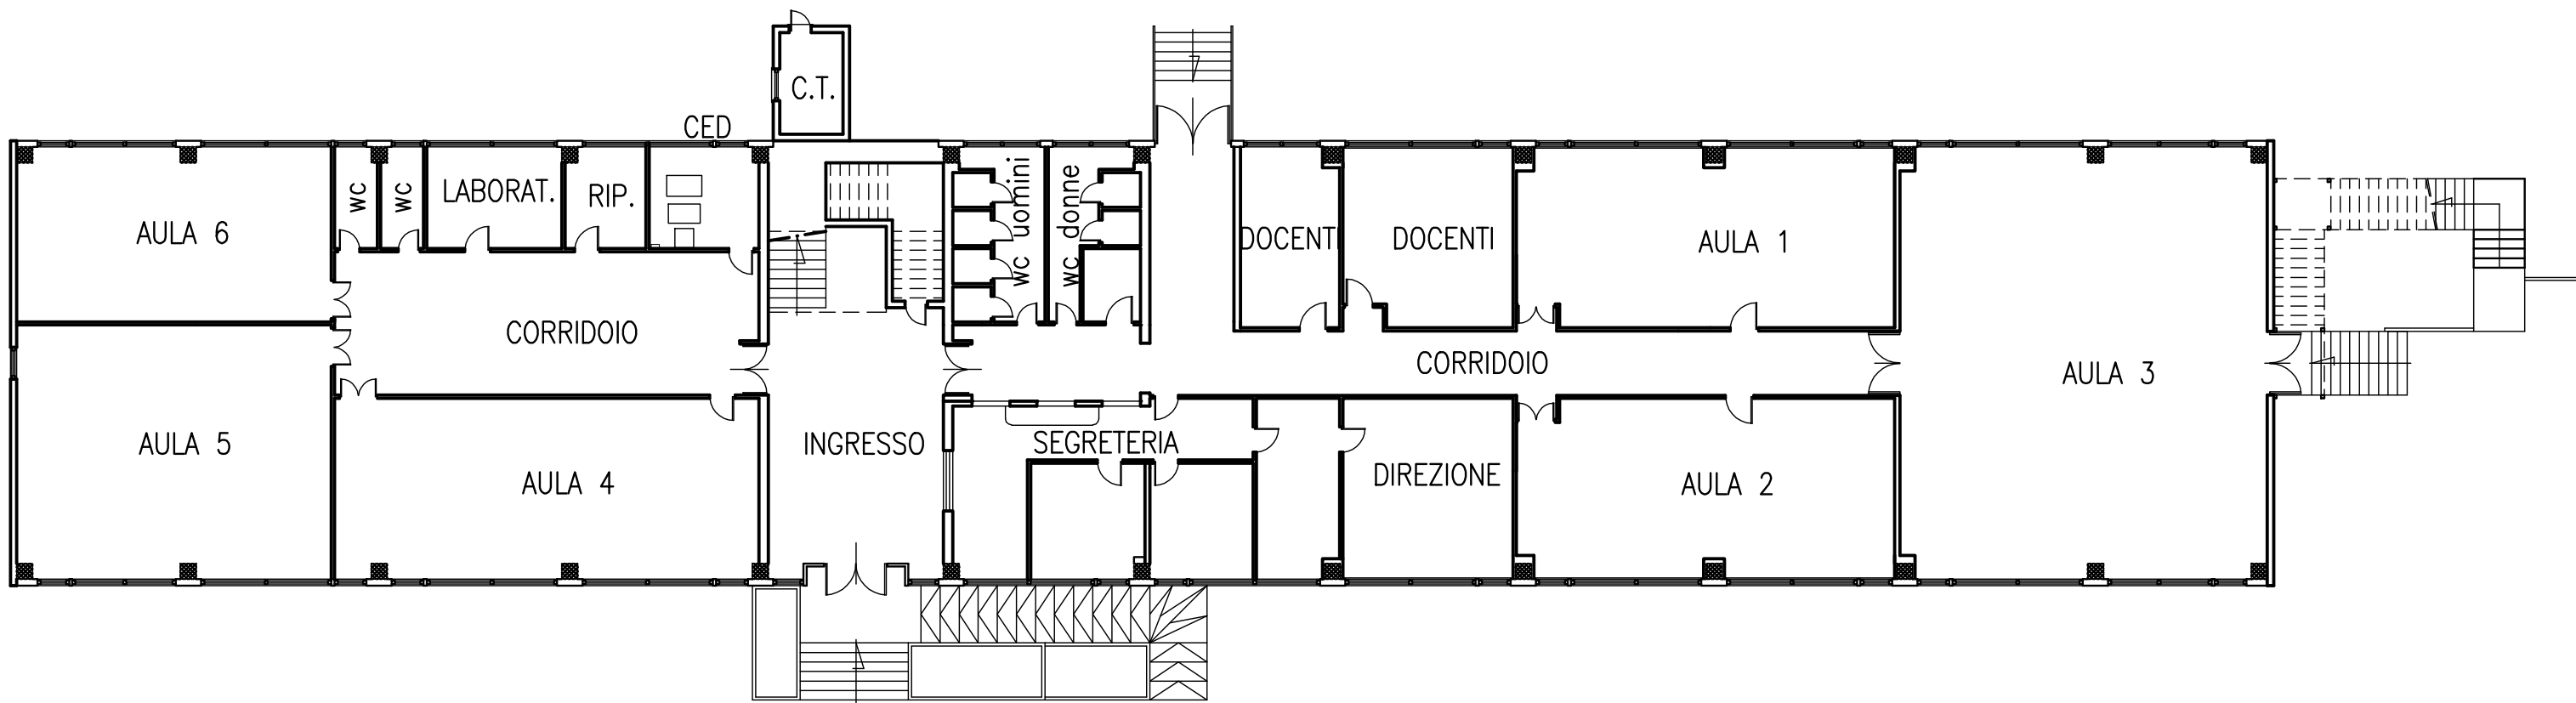 C.T.
CED
AULA 6
wc
wc
LABORAT.
RIP.
wc uomini
wc donne
DOCENTI
DOCENTI
AULA 1
CORRIDOIO
CORRIDOIO
AULA 3
AULA 5
AULA 4
INGRESSO
SEGRETERIA
DIREZIONE
AULA 2